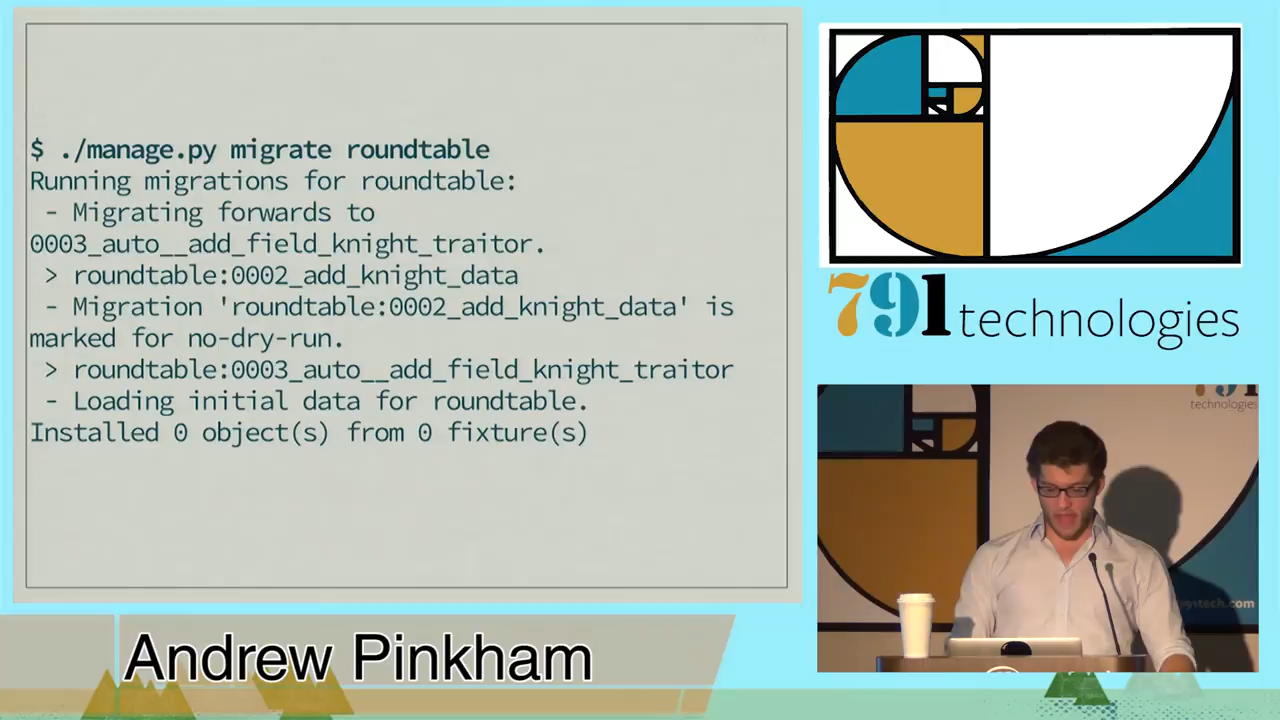 $ ./manage.py migrate roundtable
Running migrations for roundtable:
- Migrating forwards to
0003_auto__add_field_knight_traitor.
> roundtable:0002_add_knight_data
- Migration 'roundtable:0002_add_knight_data' is
marked for no-dry-run.
> roundtable:0003_auto__add_field_knight_traitor
- Loading initial data for roundtable.
Installed 0 object(s) from 0 fixture(s)
791 technologies
791
technologies
Andrew Pinkham